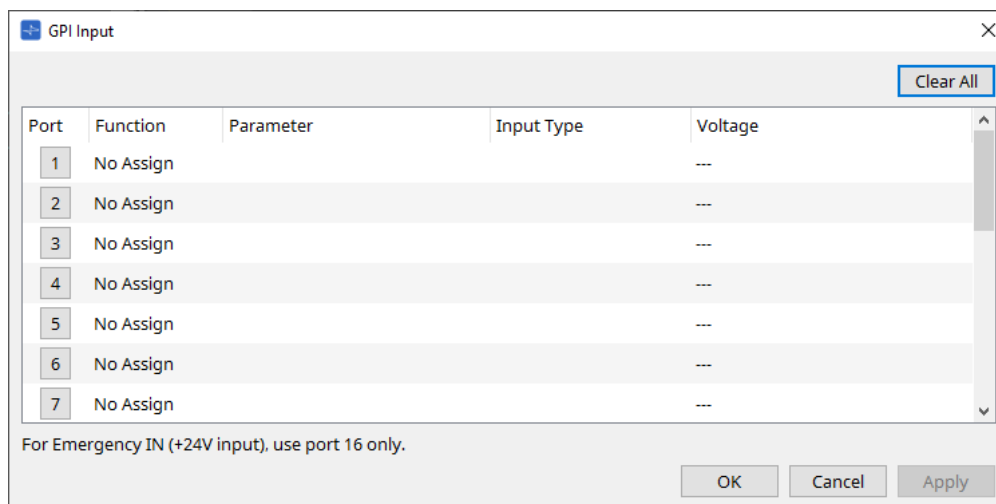 GPI Input
Clear All
Port Function Parameter Input Type Voltage
1 No Assign ---
2 No Assign ---
3 No Assign ---
4 No Assign ---
5 No Assign ---
6 No Assign ---
7 No Assign ---
For Emergency IN (+24V input), use port 16 only.
OK Cancel Apply